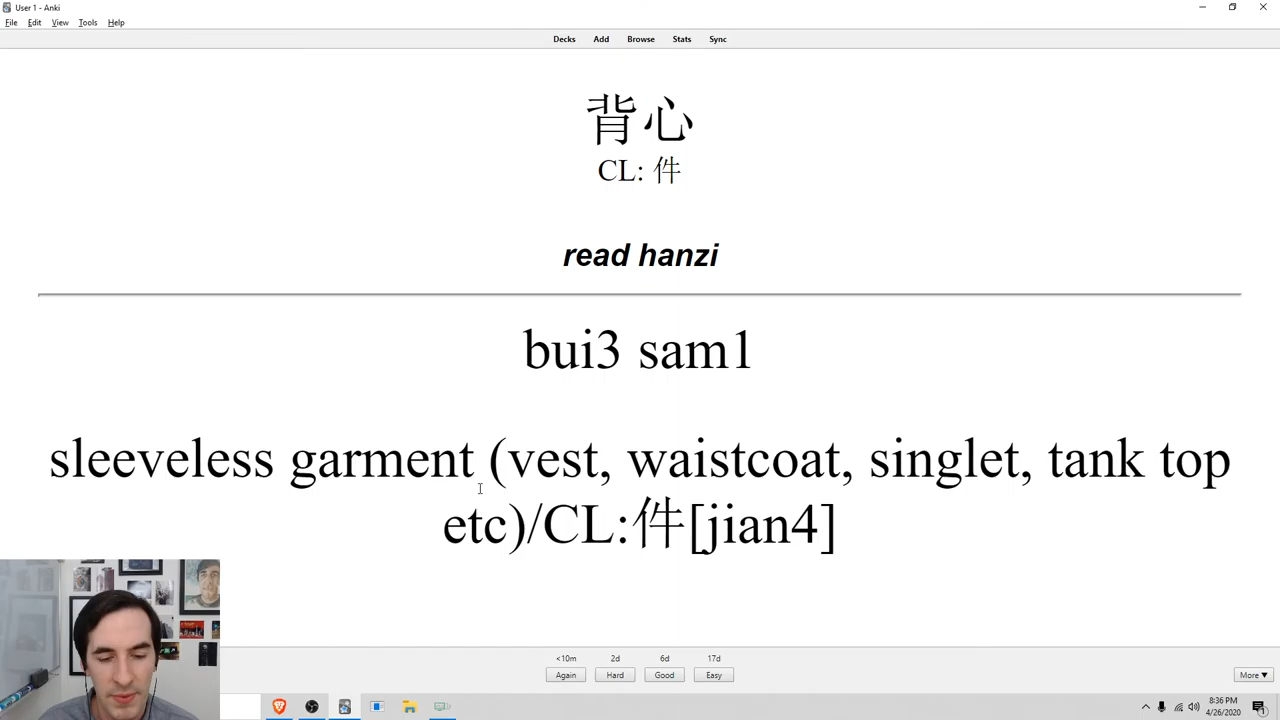 User 1 - Anki
File Edit View Tools Help
Decks Add Browse Stats Sync
背心
CL: 件
read hanzi
bui3 sam1
sleeveless garment (vest, waistcoat, singlet, tank top
etc)/CL:件[jian4]
<10m 2d 6d 17d
Again Hard Good Easy
More ▾
8:36 PM
4/26/2020
1